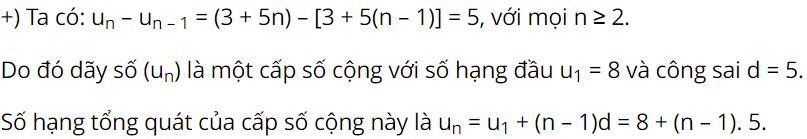 +) Ta có: uₙ – uₙ ₋ ₁ = (3 + 5n) – [3 + 5(n – 1)] = 5, với mọi n ≥ 2.
Do đó dãy số (uₙ) là một cấp số cộng với số hạng đầu u₁ = 8 và công sai d = 5.
Số hạng tổng quát của cấp số cộng này là uₙ = u₁ + (n – 1)d = 8 + (n – 1). 5.